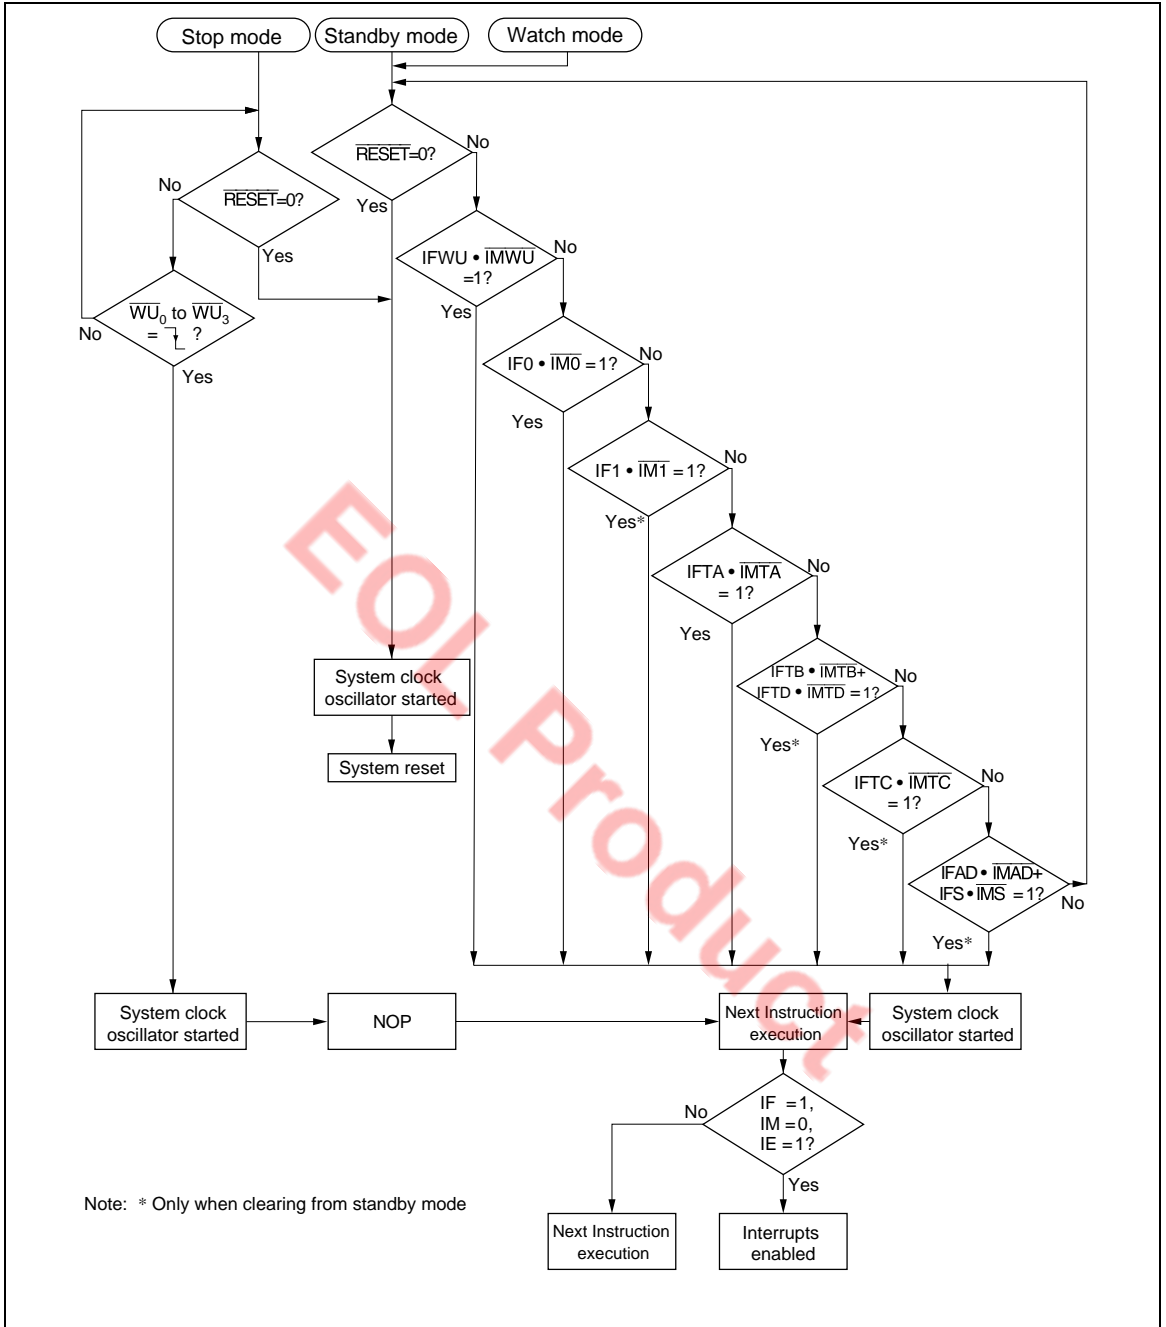 Stop mode
Standby mode
Watch mode
RESET=0?
No
Yes
RESET=0?
No
Yes
IFWU • IMWU
=1?
No
Yes
WU0 to WU3
= ?
No
Yes
IF0 • IM0 = 1?
No
Yes
IF1 • IM1 = 1?
No
Yes*
IFTA • IMTA
= 1?
No
Yes
System clock
oscillator started
System reset
IFTB • IMTB+
IFTD • IMTD = 1?
No
Yes*
IFTC • IMTC
= 1?
No
Yes*
IFAD • IMAD+
IFS • IMS = 1?
No
Yes*
System clock
oscillator started
NOP
Next Instruction
execution
System clock
oscillator started
IF = 1,
IM = 0,
IE = 1?
No
Yes
Note: * Only when clearing from standby mode
Next Instruction
execution
Interrupts
enabled
EOL Product